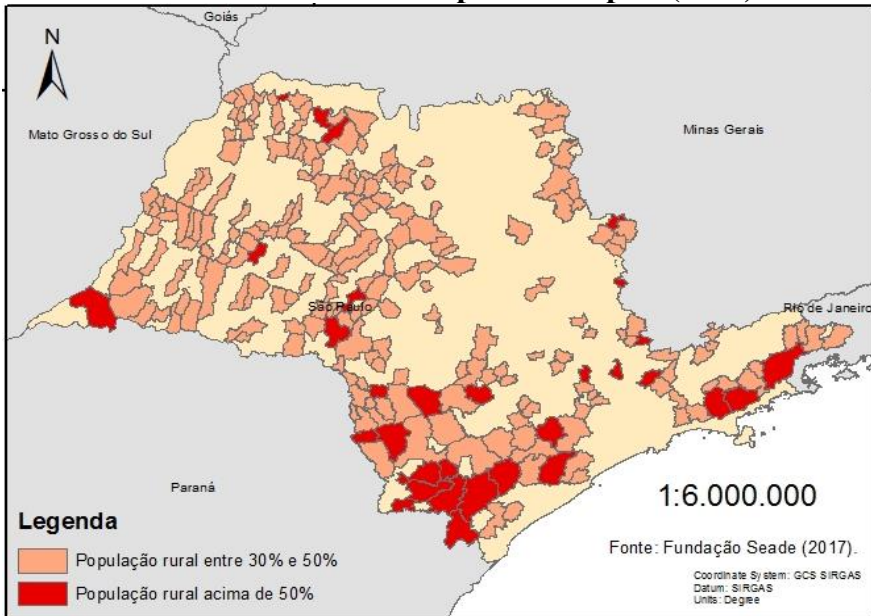 Goiás
N
Mato Grosso do Sul
Minas Gerais
São Paulo
Rio de Janeiro
Paraná
1:6.000.000
Legenda
População rural entre 30% e 50%
População rural acima de 50%
Fonte: Fundação Seade (2017).
Coordinate System: GCS SIRGAS
Datum: SIRGAS
Units: Degree